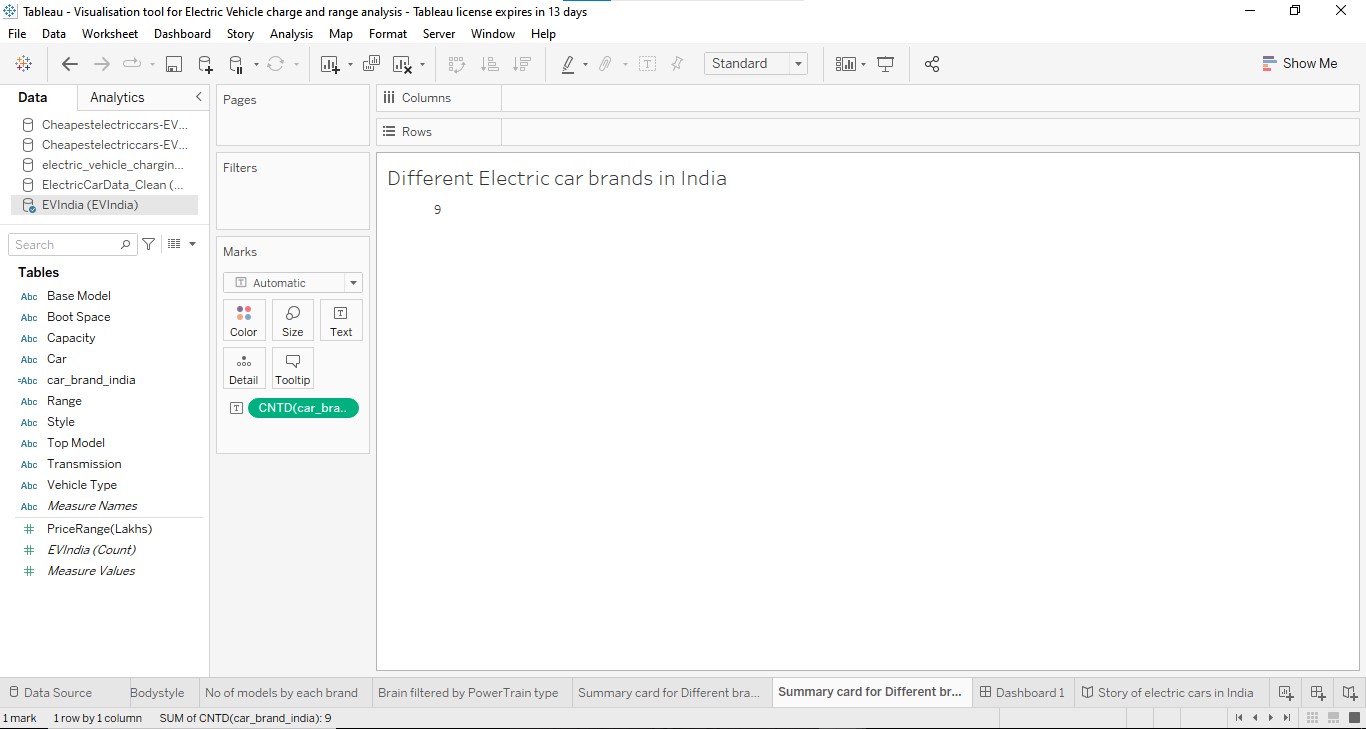 Tableau - Visualisation tool for Electric Vehicle charge and range analysis - Tableau license expires in 13 days
File Data Worksheet Dashboard Story Analysis Map Format Server Window Help
Standard
Show Me
Data Analytics
Cheapestelectriccars-EV...
Cheapestelectriccars-EV...
electric_vehicle_chargin...
ElectricCarData_Clean (...
EVIndia (EVIndia)
Search
Tables
Abc Base Model
Abc Boot Space
Abc Capacity
Abc Car
=Abc car_brand_india
Abc Range
Abc Style
Abc Top Model
Abc Transmission
Abc Vehicle Type
Abc Measure Names
# PriceRange(Lakhs)
# EVIndia (Count)
# Measure Values
Pages
Filters
Marks
T Automatic
Color Size Text
Detail Tooltip
T CNTD(car_bra..
Columns
Rows
Different Electric car brands in India
9
Data Source Bodystyle No of models by each brand Brain filtered by PowerTrain type Summary card for Different bra... Summary card for Different br... Dashboard 1 Story of electric cars in India
1 mark 1 row by 1 column SUM of CNTD(car_brand_india): 9